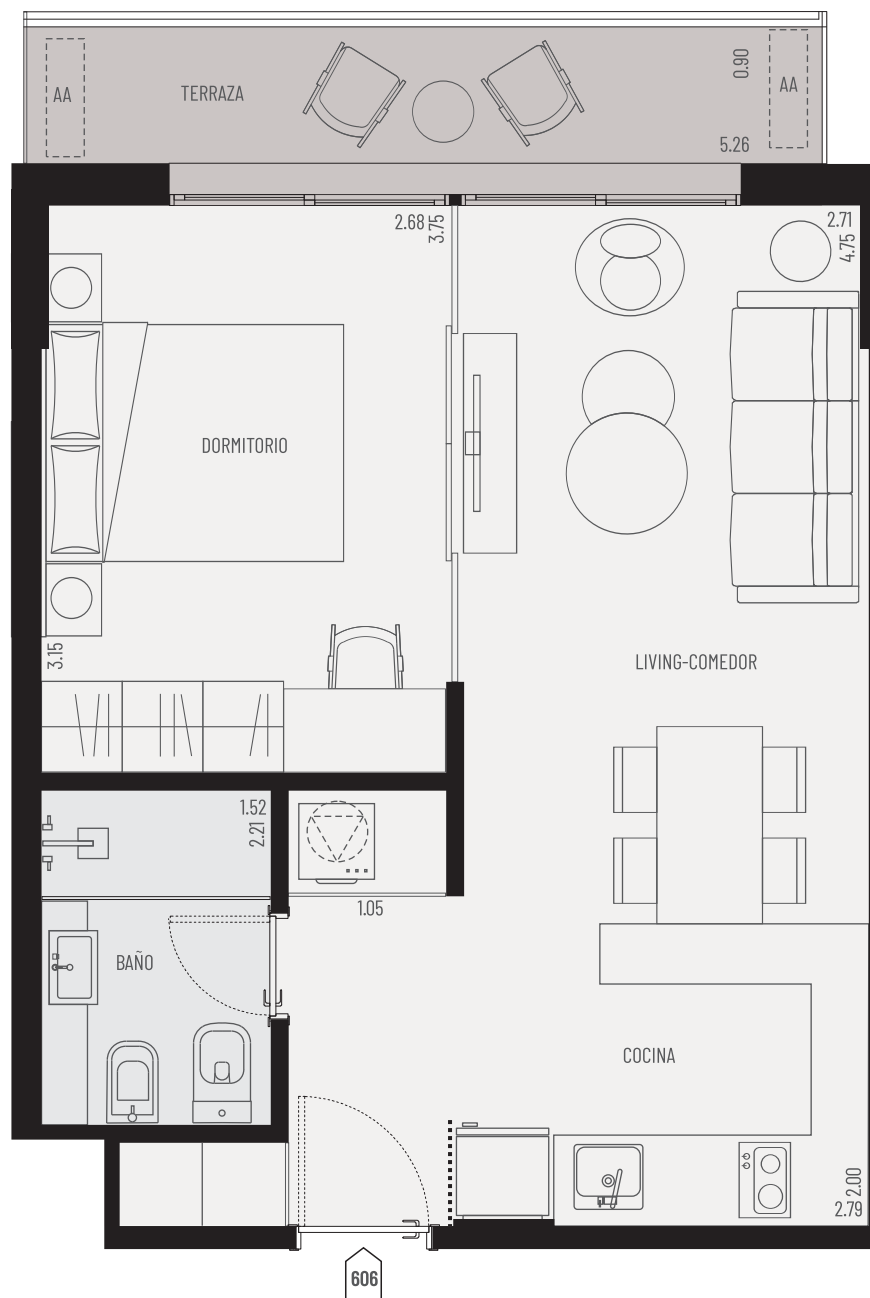 AA
TERRAZA
0.90
AA
5.26
2.68
3.75
2.71
4.75
DORMITORIO
3.15
LIVING-COMEDOR
1.52
2.21
1.05
BAÑO
COCINA
2.00
2.79
606